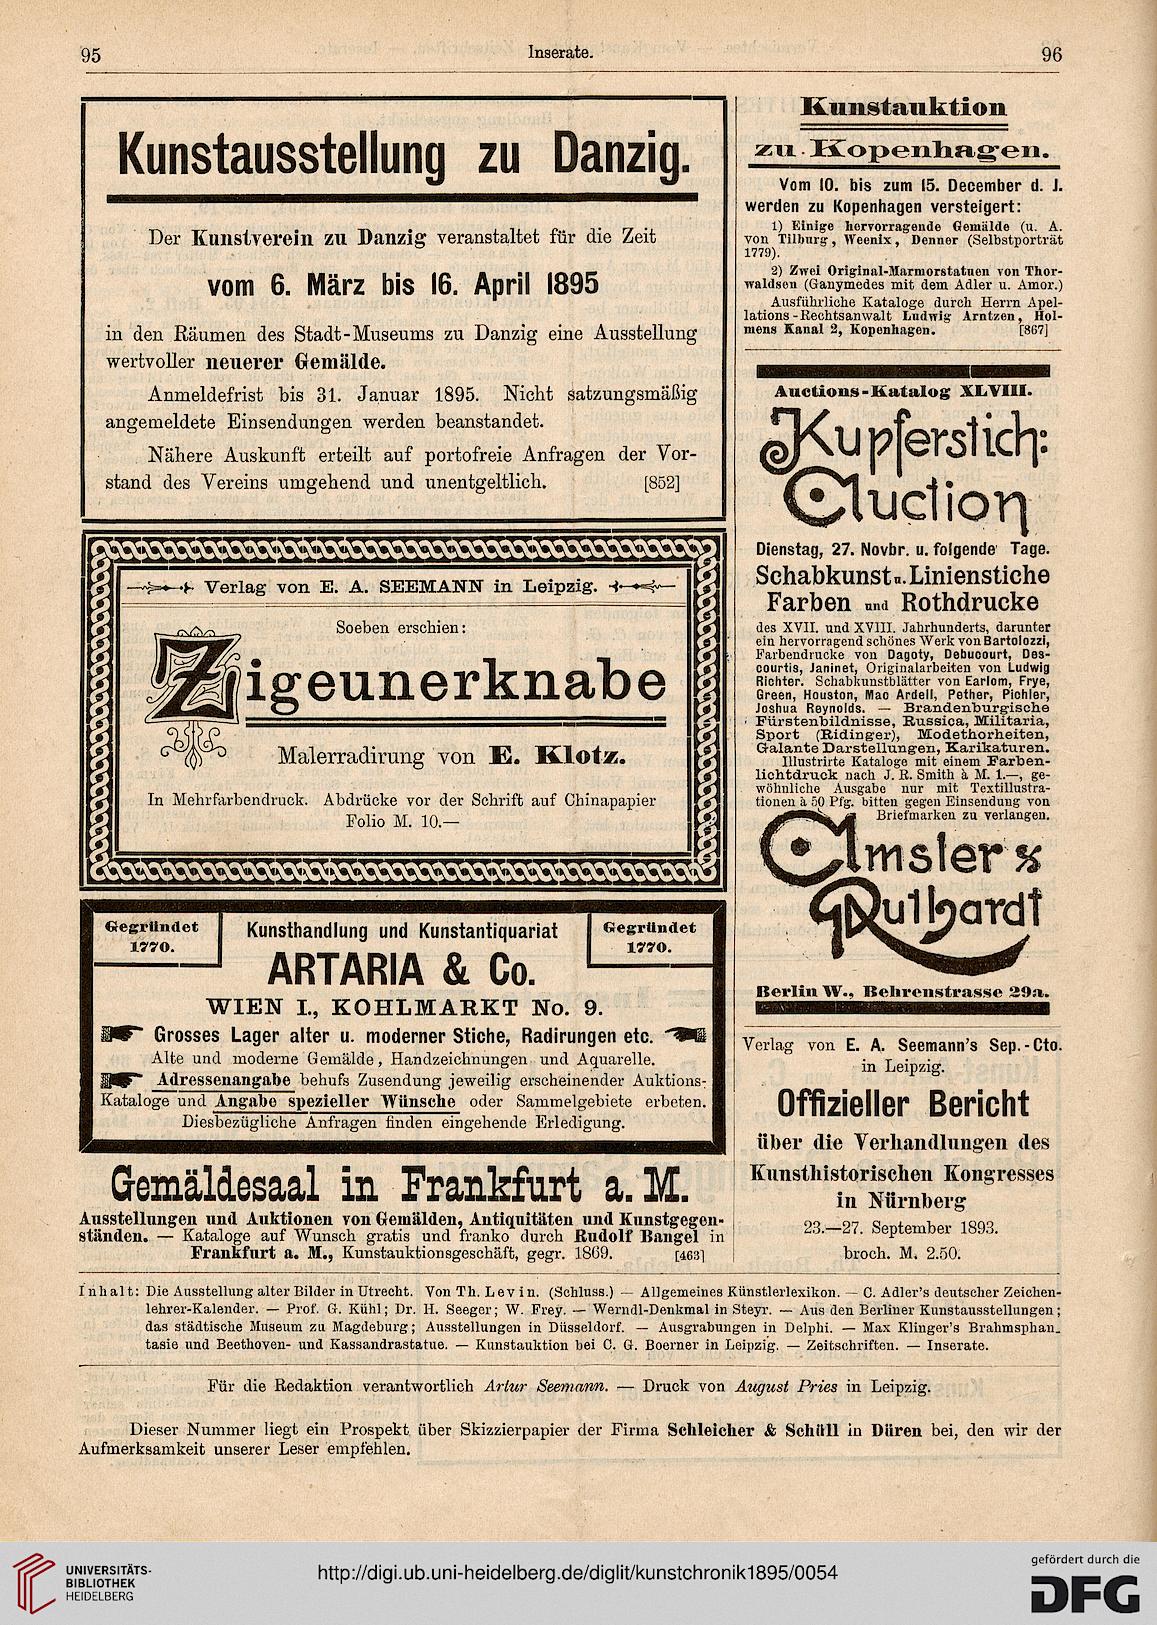 95
Inserate.
96
Kunstausstellung zu Danzig.
Der Kunstverein zu Danzig veranstaltet für die Zeit
vom 6. März bis 16. April 1895
in den Räumen des Stadt-Museums zu Danzig eine Ausstellung
wertvoller neuerer Gemälde.
Anmeldefrist bis 31. Januar 1895. Nicht satzungsmäßig
angemeldete Einsendungen werden beanstandet.
Nähere Auskunft erteilt auf portofreie Anfragen der Vor-
stand des Vereins umgehend und unentgeltlich. [852]
Verlag von E. A. SEEMANN in Leipzig.
Soeben erschien:
Zigeunerknabe
Malerradirung von E. Klotz.
In Mehrfarbendruck. Abdrücke vor der Schrift auf Chinapapier
Folio M. 10.—
Gegründet
1770.
Kunsthandlung und Kunstantiquariat
Gegründet
1770.
ARTARIA & Co.
WIEN I., KOHLMARKT No. 9.
Grosses Lager alter u. moderner Stiche, Radirungen etc.
Alte und moderne Gemälde, Handzeichnungen und Aquarelle.
Adressenangabe behufs Zusendung jeweilig erscheinender Auktions-
Kataloge und Angabe spezieller Wünsche oder Sammelgebiete erbeten.
Diesbezügliche Anfragen finden eingehende Erledigung.
Gemäldesaal in Frankfurt a. M.
Ausstellungen und Auktionen von Gemälden, Antiquitäten und Kunstgegen-
ständen. — Kataloge auf Wunsch gratis und franko durch Rudolf Bangel in
Frankfurt a. M., Kunstauktionsgeschäft, gegr. 1869. [463]
Kunstauktion
zu Kopenhagen.
Vom 10. bis zum 15. December d. J.
werden zu Kopenhagen versteigert:
1) Einige hervorragende Gemälde (u. A.
von Tilburg, Weenix, Denner (Selbstporträt
1779).
2) Zwei Original-Marmorstatuen von Thor-
waldsen (Ganymedes mit dem Adler u. Amor.)
Ausführliche Kataloge durch Herrn Apel-
lations-Rechtsanwalt Ludwig Arntzen, Hol-
mens Kanal 2, Kopenhagen. [867]
Auctions-Katalog XLVIII.
Kupferstich:
Auction
Dienstag, 27. Novbr. u. folgende Tage.
Schabkunst u. Linienstiche
Farben und Rothdrucke
des XVII. und XVIII. Jahrhunderts, darunter
ein hervorragend schönes Werk von Bartolozzi,
Farbendrucke von Dagoty, Debucourt, Des-
courtis, Janinet, Originalarbeiten von Ludwig
Richter. Schabkunstblätter von Earlom, Frye,
Green, Houston, Mac Ardell, Pether, Pichler,
Joshua Reynolds. — Brandenburgische
Fürstenbildnisse, Russica, Militaria,
Sport (Ridinger), Modethorheiten,
Galante Darstellungen, Karikaturen.
Illustrirte Kataloge mit einem Farben-
lichtdruck nach J. R. Smith à M. 1.—, ge-
wöhnliche Ausgabe nur mit Textillustra-
tionen à 50 Pfg. bitten gegen Einsendung von
Briefmarken zu verlangen.
Amsler &
Ruthardt
Berlin W., Behrenstrasse 29a.
Verlag von E. A. Seemann's Sep.-Cto.
in Leipzig.
Offizieller Bericht
über die Verhandlungen des
Kunsthistorischen Kongresses
in Nürnberg
23.—27. September 1893.
broch. M. 2.50.
Inhalt: Die Ausstellung alter Bilder in Utrecht. Von Th. Levin. (Schluss.) — Allgemeines Künstlerlexikon. — C. Adler's deutscher Zeichen-
lehrer-Kalender. — Prof. G. Kühl; Dr. H. Seeger; W. Frey. — Werndl-Denkmal in Steyr. — Aus den Berliner Kunstausstellungen;
das städtische Museum zu Magdeburg; Ausstellungen in Düsseldorf. — Ausgrabungen in Delphi. — Max Klinger's Brahmsphan-
tasie und Beethoven- und Kassandrastatue. — Kunstauktion bei C. G. Boerner in Leipzig. — Zeitschriften. — Inserate.
Für die Redaktion verantwortlich Artur Seemann. — Druck von August Pries in Leipzig.
Dieser Nummer liegt ein Prospekt über Skizzierpapier der Firma Schleicher & Schüll in Düren bei, den wir der
Aufmerksamkeit unserer Leser empfehlen.
UNIVERSITÄTS-
BIBLIOTHEK
HEIDELBERG
http://digi.ub.uni-heidelberg.de/diglit/kunstchronik1895/0054
gefördert durch die
DFG